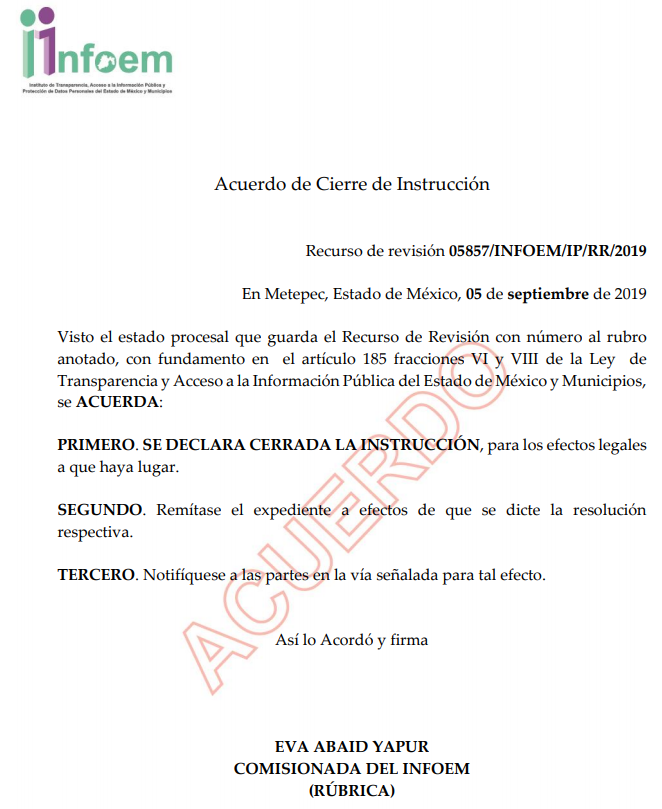 infoem
Instituto de Transparencia, Acceso a la Información Pública y
Protección de Datos Personales del Estado de México y Municipios
Acuerdo de Cierre de Instrucción
Recurso de revisión 05857/INFOEM/IP/RR/2019
En Metepec, Estado de México, 05 de septiembre de 2019
Visto el estado procesal que guarda el Recurso de Revisión con número al rubro
anotado, con fundamento en el artículo 185 fracciones VI y VIII de la Ley de
Transparencia y Acceso a la Información Pública del Estado de México y Municipios,
se ACUERDA:
PRIMERO. SE DECLARA CERRADA LA INSTRUCCIÓN, para los efectos legales
a que haya lugar.
SEGUNDO. Remítase el expediente a efectos de que se dicte la resolución
respectiva.
TERCERO. Notifíquese a las partes en la vía señalada para tal efecto.
ACUERDO
Así lo Acordó y firma
EVA ABAID YAPUR
COMISIONADA DEL INFOEM
(RÚBRICA)